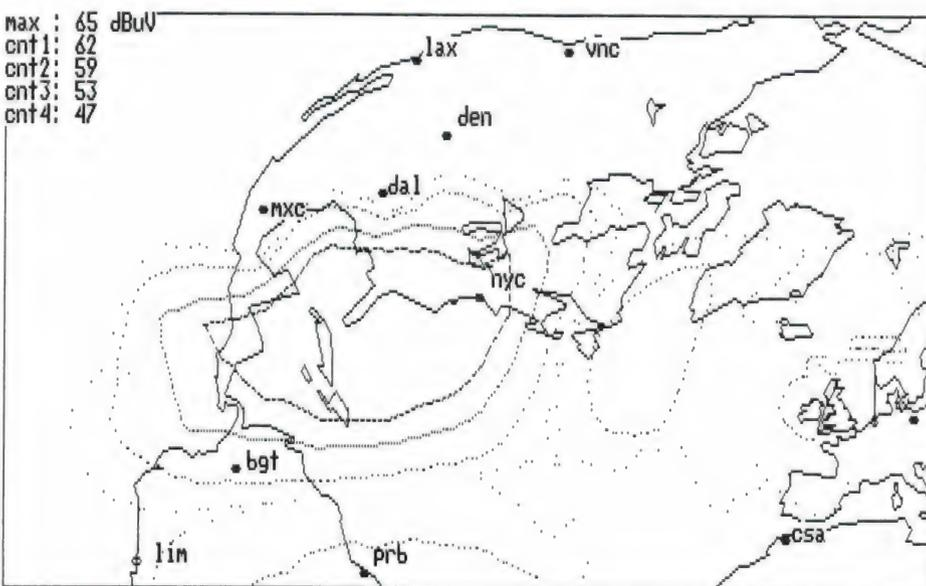 max : 65 dBuV
cnt1: 62
cnt2: 59
cnt3: 53
cnt4: 47
lax
vnc
den
dal
mxc
nyc
bgt
lim
prb
csa